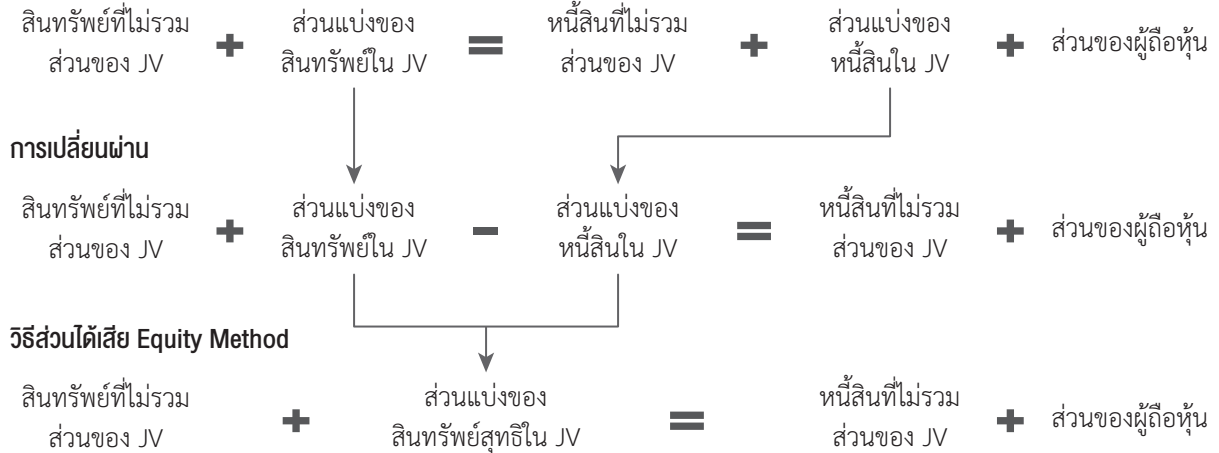 สินทรัพย์ที่ไม่รวม
ส่วนของ JV
+
ส่วนแบ่งของ
สินทรัพย์ใน JV
=
หนี้สินที่ไม่รวม
ส่วนของ JV
+
ส่วนแบ่งของ
หนี้สินใน JV
+
ส่วนของผู้ถือหุ้น
การเปลี่ยนผ่าน
สินทรัพย์ที่ไม่รวม
ส่วนของ JV
+
ส่วนแบ่งของ
สินทรัพย์ใน JV
-
ส่วนแบ่งของ
หนี้สินใน JV
=
หนี้สินที่ไม่รวม
ส่วนของ JV
+
ส่วนของผู้ถือหุ้น
วิธีส่วนได้เสีย Equity Method
สินทรัพย์ที่ไม่รวม
ส่วนของ JV
+
ส่วนแบ่งของ
สินทรัพย์สุทธิใน JV
=
หนี้สินที่ไม่รวม
ส่วนของ JV
+
ส่วนของผู้ถือหุ้น